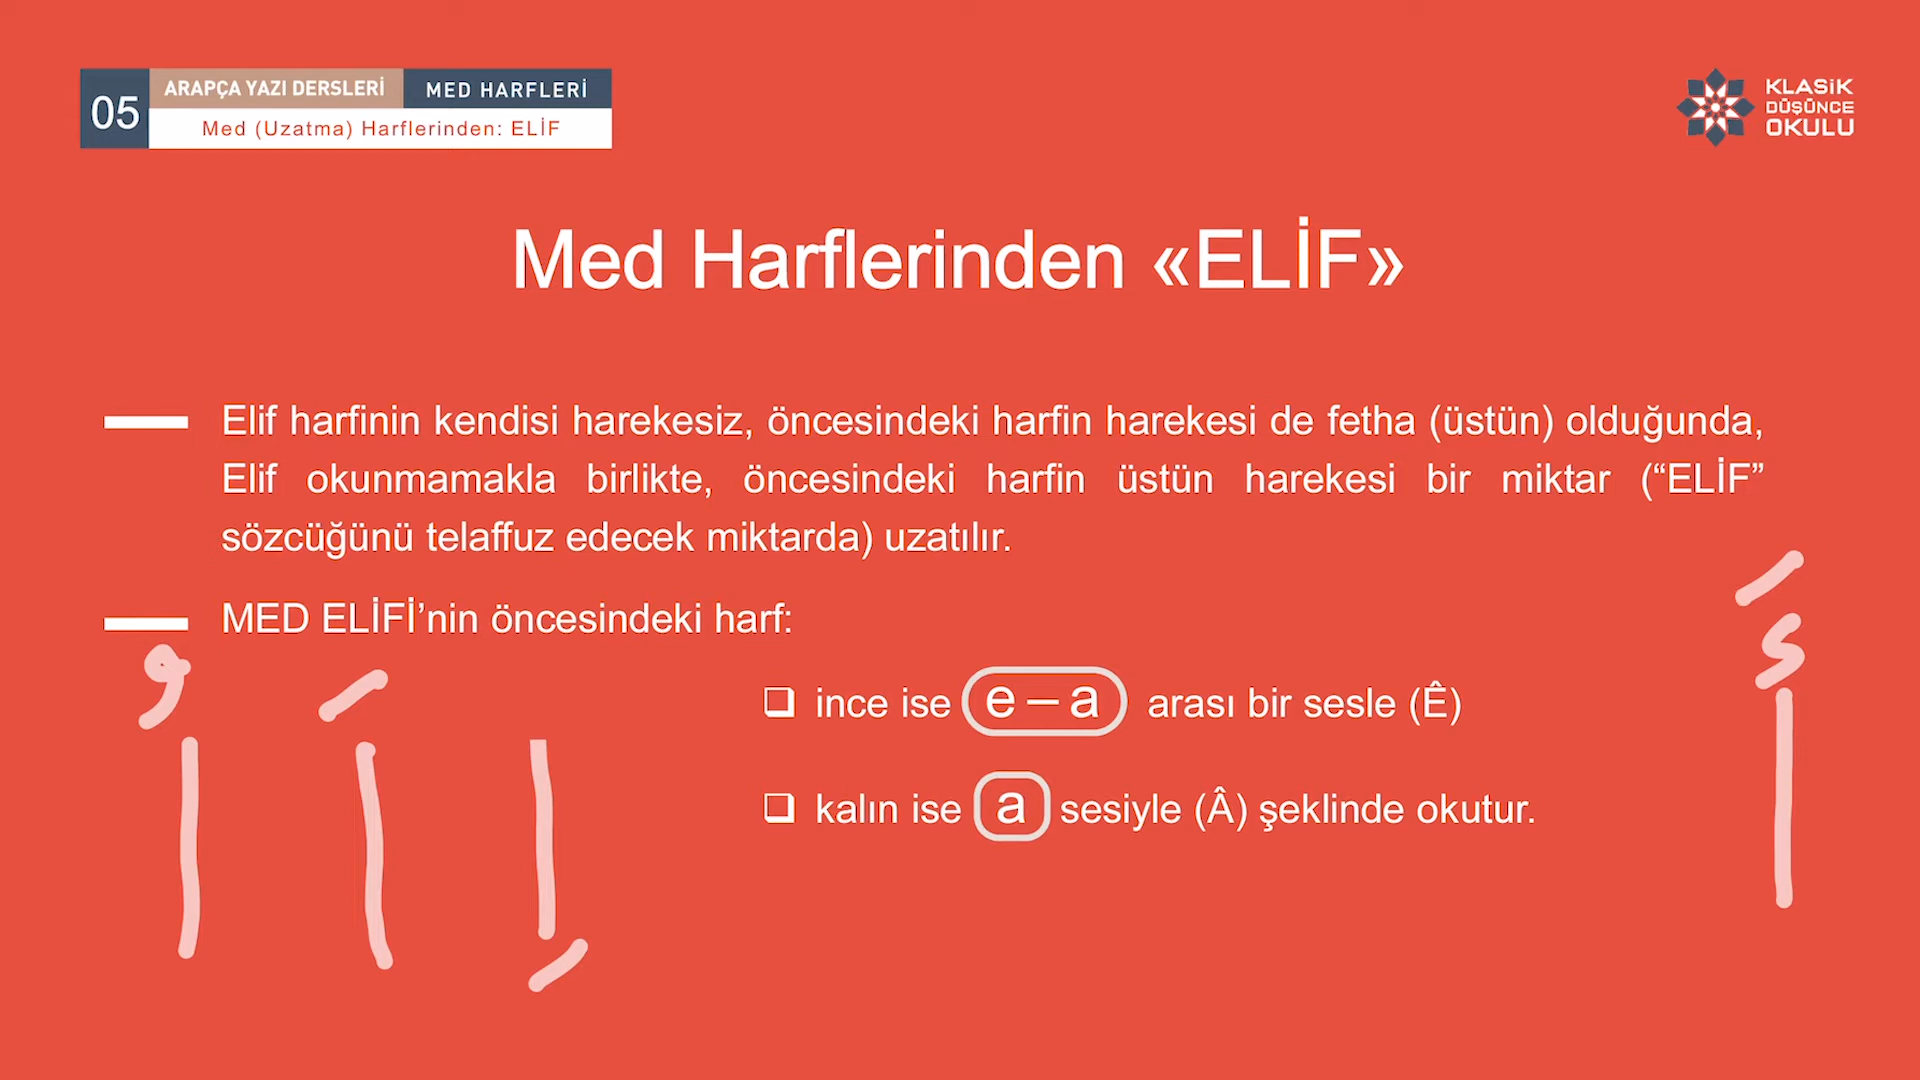 05
ARAPÇA YAZI DERSLERİ
MED HARFLERİ
Med (Uzatma) Harflerinden: ELİF
KLASİK
DÜŞÜNCE
OKULU
Med Harflerinden «ELİF»
Elif harfinin kendisi harekesiz, öncesindeki harfin harekesi de fetha (üstün) olduğunda,
Elif okunmamakla birlikte, öncesindeki harfin üstün harekesi bir miktar (“ELİF”
sözcüğünü telaffuz edecek miktarda) uzatılır.
MED ELİFİ’nin öncesindeki harf:
ince ise e – a arası bir sesle (Ê)
kalın ise a sesiyle (Â) şeklinde okutur.
أَ
اِ اَ اُ